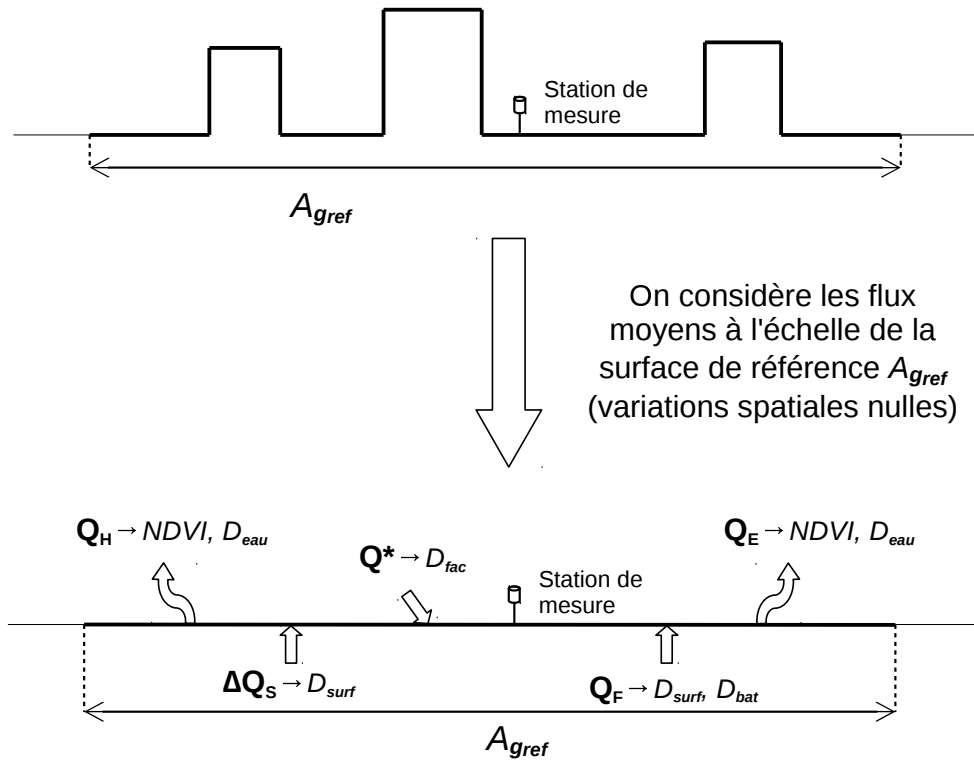 Station de
mesure
A_gref
On considère les flux
moyens à l'échelle de la
surface de référence A_gref
(variations spatiales nulles)
Q_H → NDVI, D_eau
Q_E → NDVI, D_eau
Q* → D_fac
Station de
mesure
ΔQ_S → D_surf
Q_F → D_surf, D_bat
A_gref